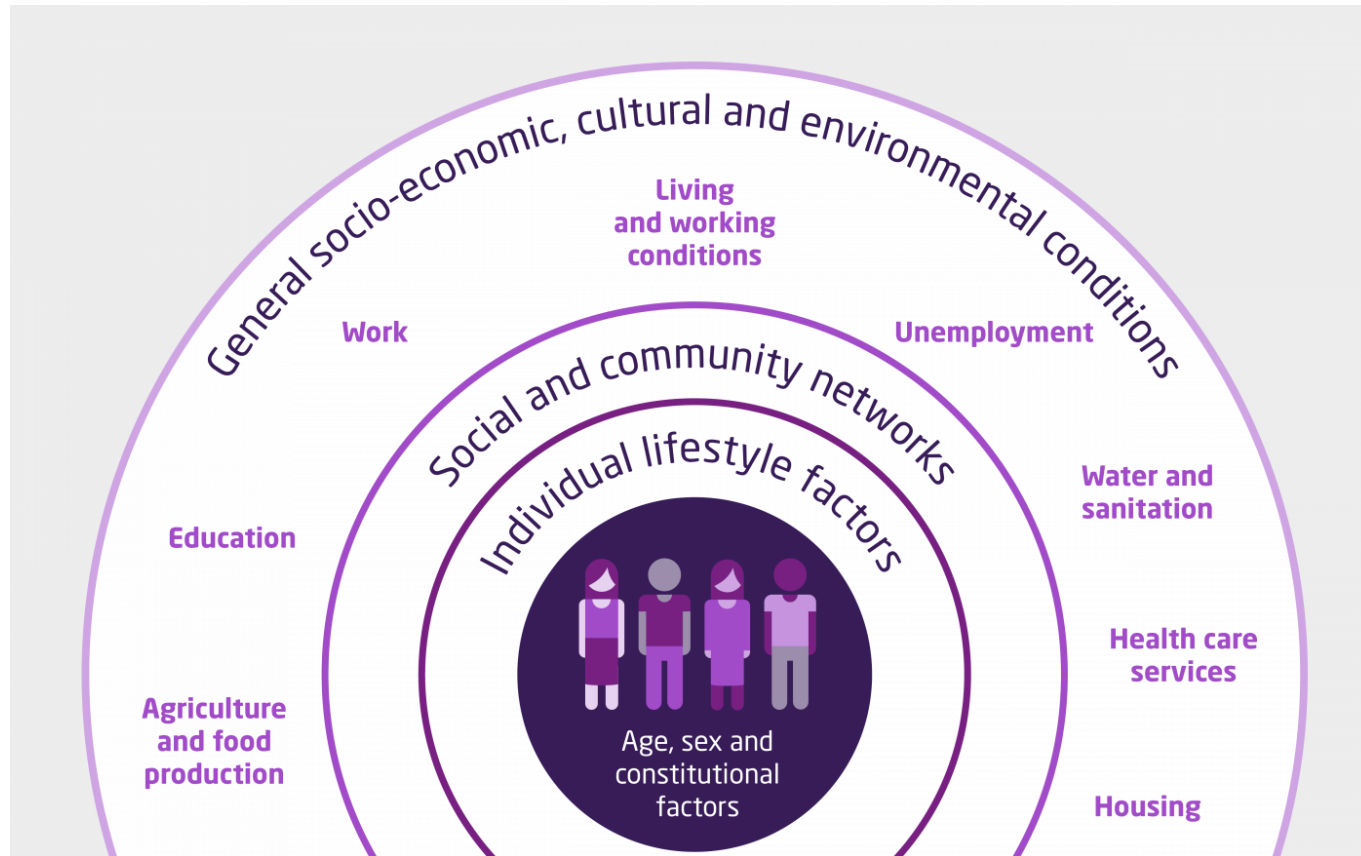 General socio-economic, cultural and environmental conditions
Living
and working
conditions
Work
Unemployment
Social and community networks
Individual lifestyle factors
Water and
sanitation
Education
Health care
services
Agriculture
and food
production
Age, sex and
constitutional
factors
Housing